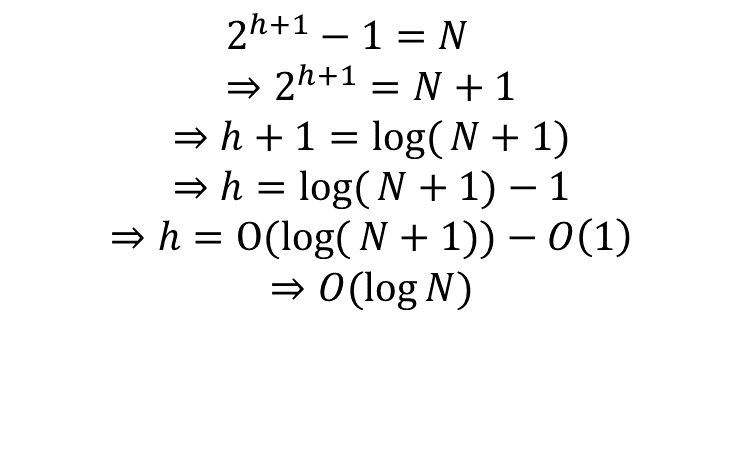 2^{h+1} − 1 = N
⇒ 2^{h+1} = N + 1
⇒ h + 1 = log( N + 1)
⇒ h = log( N + 1) − 1
⇒ h = O(log( N + 1)) − O(1)
⇒ O(log N)